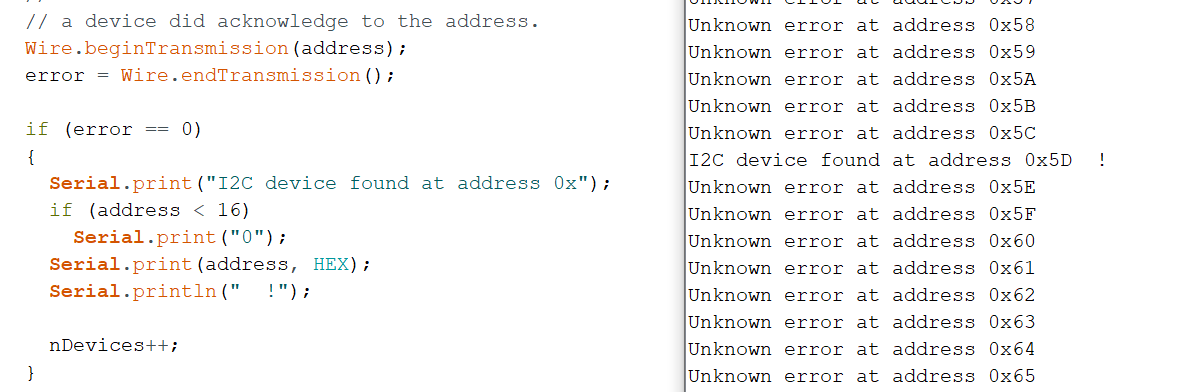 //
// a device did acknowledge to the address.
Wire.beginTransmission(address);
error = Wire.endTransmission();
if (error == 0)
{
Serial.print("I2C device found at address 0x");
if (address < 16)
Serial.print("0");
Serial.print(address, HEX);
Serial.println("  !");
nDevices++;
}
Unknown error at address 0x57
Unknown error at address 0x58
Unknown error at address 0x59
Unknown error at address 0x5A
Unknown error at address 0x5B
Unknown error at address 0x5C
I2C device found at address 0x5D  !
Unknown error at address 0x5E
Unknown error at address 0x5F
Unknown error at address 0x60
Unknown error at address 0x61
Unknown error at address 0x62
Unknown error at address 0x63
Unknown error at address 0x64
Unknown error at address 0x65